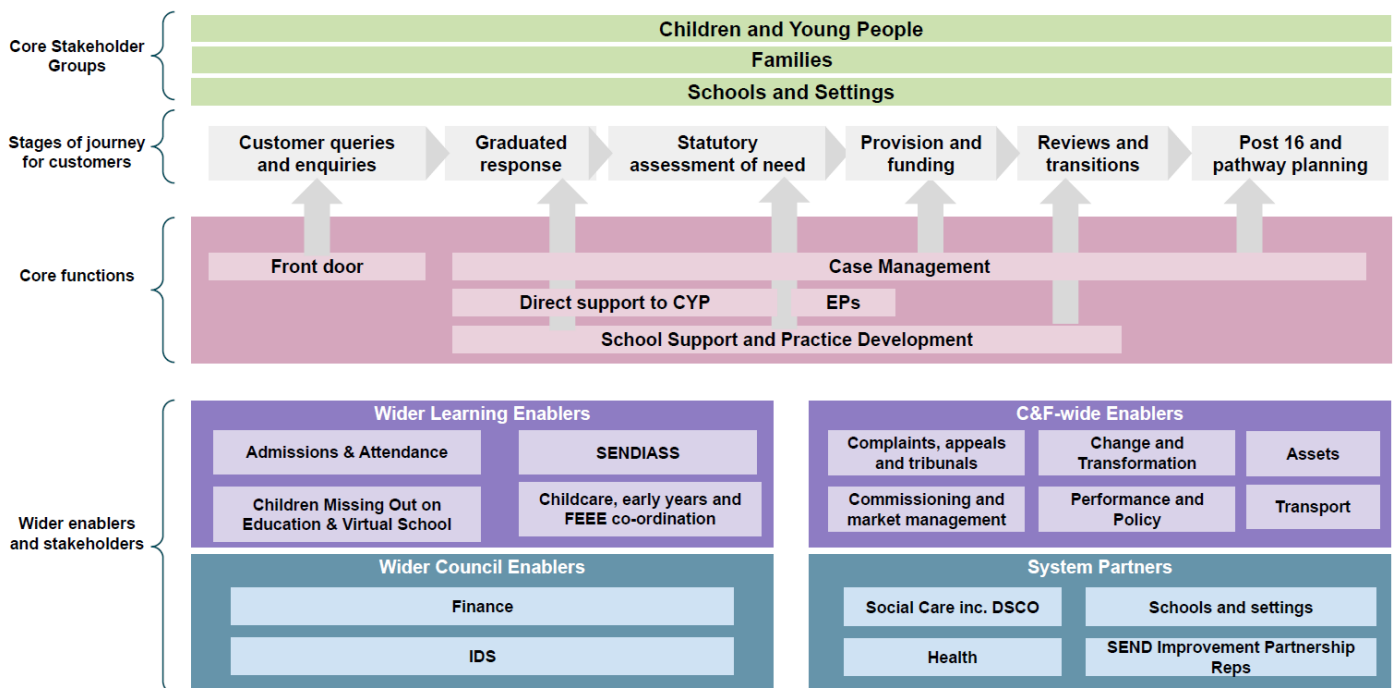 Core Stakeholder
Groups
Children and Young People
Families
Schools and Settings
Stages of journey
for customers
Customer queries
and enquiries
Graduated
response
Statutory
assessment of need
Provision and
funding
Reviews and
transitions
Post 16 and
pathway planning
Core functions
Front door
Case Management
Direct support to CYP
EPs
School Support and Practice Development
Wider enablers
and stakeholders
Wider Learning Enablers
Admissions & Attendance
SENDIASS
Children Missing Out on
Education & Virtual School
Childcare, early years and
FEEE co-ordination
C&F-wide Enablers
Complaints, appeals
and tribunals
Change and
Transformation
Assets
Commissioning and
market management
Performance and
Policy
Transport
Wider Council Enablers
Finance
IDS
System Partners
Social Care inc. DSCO
Schools and settings
Health
SEND Improvement Partnership
Reps